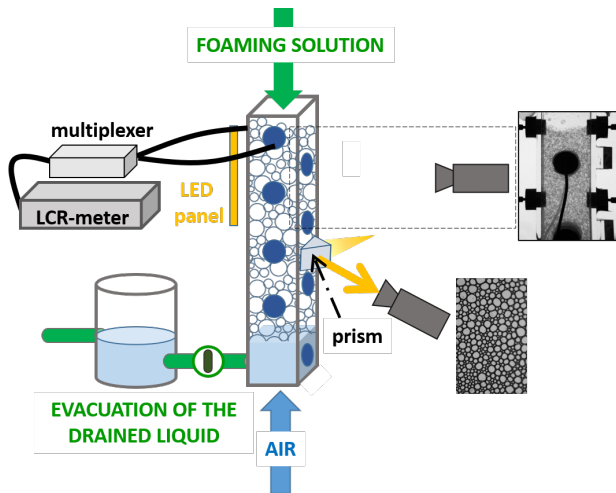 FOAMING SOLUTION
multiplexer
LCR-meter
LED
panel
prism
EVACUATION OF THE
DRAINED LIQUID
AIR